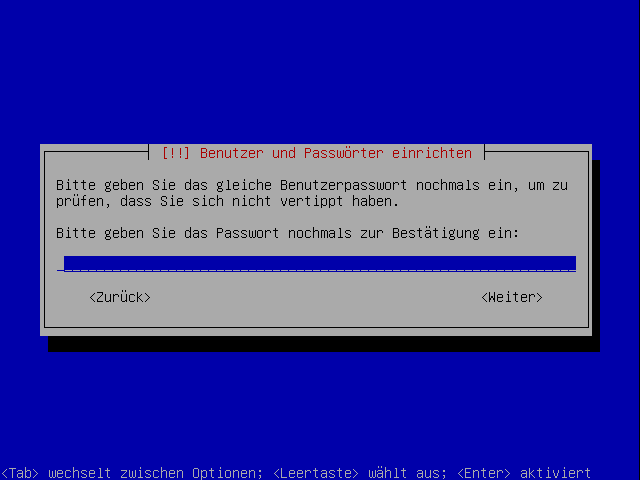 [!!] Benutzer und Passwörter einrichten
Bitte geben Sie das gleiche Benutzerpasswort nochmals ein, um zu
prüfen, dass Sie sich nicht vertippt haben.
Bitte geben Sie das Passwort nochmals zur Bestätigung ein:
<Zurück> <Weiter>
<Tab> wechselt zwischen Optionen; <Leertaste> wählt aus; <Enter> aktiviert